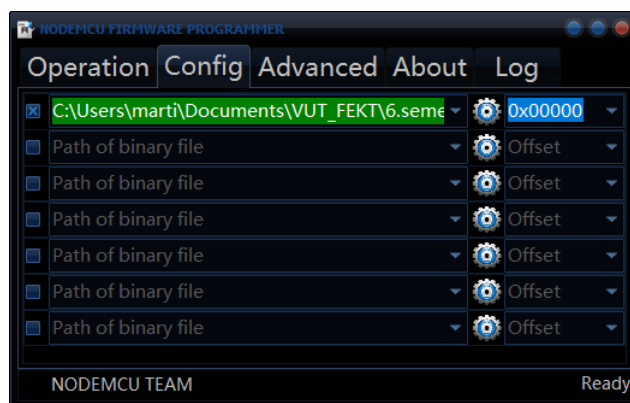 NODEMCU FIRMWARE PROGRAMMER
Operation Config Advanced About Log
C:\Users\marti\Documents\VUT_FEKT\6.seme 0x00000
Path of binary file Offset
Path of binary file Offset
Path of binary file Offset
Path of binary file Offset
Path of binary file Offset
Path of binary file Offset
NODEMCU TEAM Ready